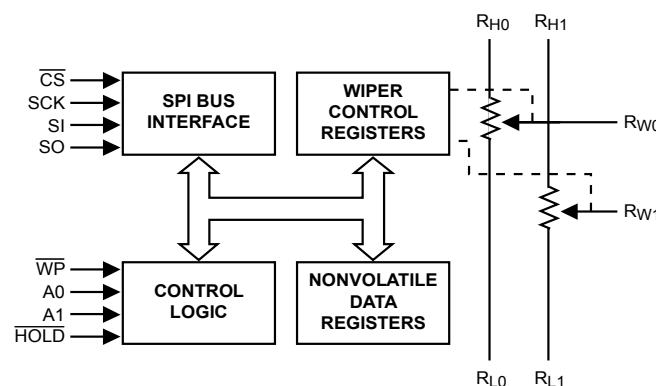 RH0 RH1
CS
SCK
SI
SO
SPI BUS
INTERFACE
WIPER
CONTROL
REGISTERS
RW0
RW1
WP
A0
A1
HOLD
CONTROL
LOGIC
NONVOLATILE
DATA
REGISTERS
RL0 RL1